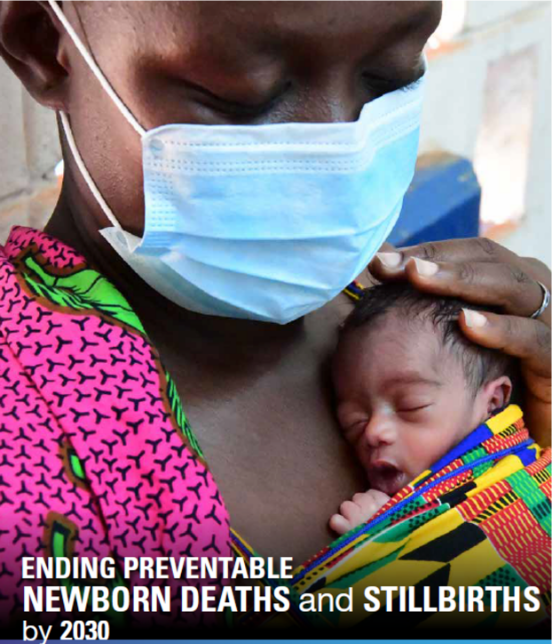 ENDING PREVENTABLE
NEWBORN DEATHS and STILLBIRTHS
by 2030